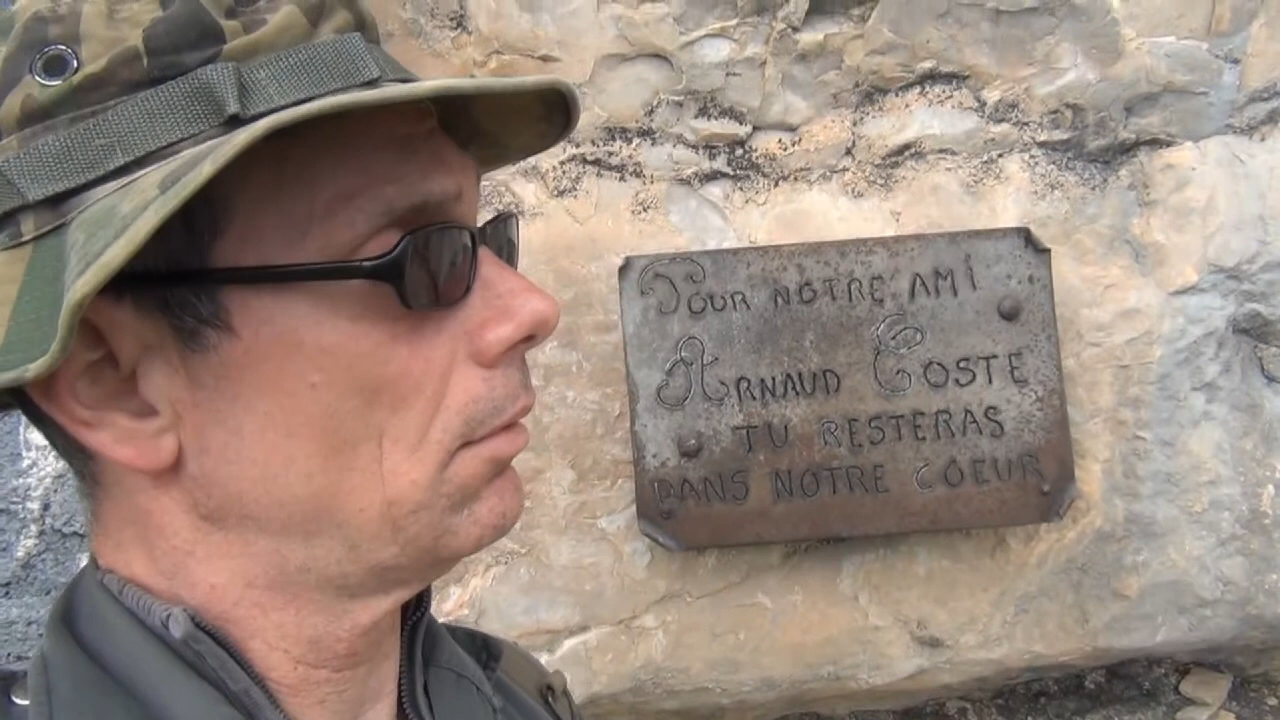 POUR NOTRE AMI
ARNAUD COSTE
TU RESTERAS
DANS NOTRE COEUR